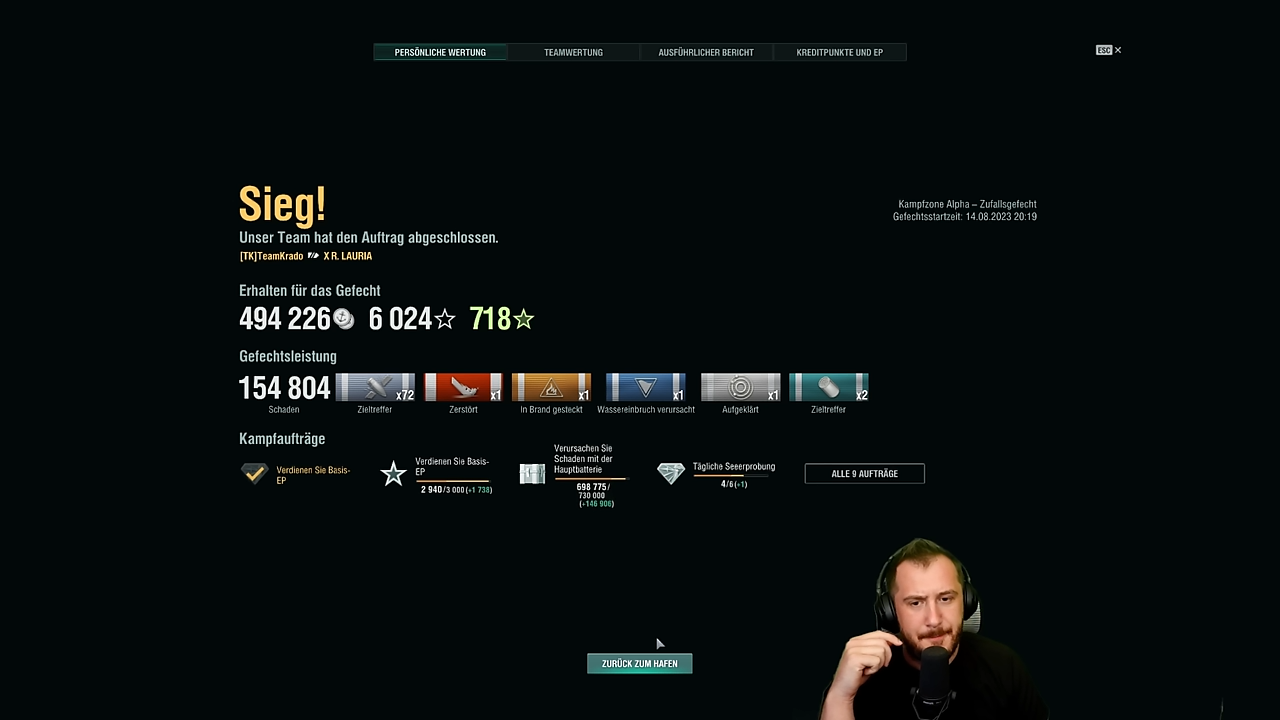 PERSÖNLICHE WERTUNG
TEAMWERTUNG
AUSFÜHRLICHER BERICHT
KREDITPUNKTE UND EP
ESC
Sieg!
Unser Team hat den Auftrag abgeschlossen.
[TK]TeamKrado X R. LAURIA
Kampfzone Alpha – Zufallsgefecht
Gefechtsstartzeit: 14.08.2023 20:19
Erhalten für das Gefecht
494 226 6 024 718
Gefechtsleistung
154 804
x72
x1
x1
x1
x1
x2
Schaden
Zieltreffer
Zerstört
In Brand gesteckt
Wassereinbruch verursacht
Aufgeklärt
Zieltreffer
Kampfaufträge
Verdienen Sie Basis-
EP
Verdienen Sie Basis-
EP
2 940/3 000(+1 738)
Verursachen Sie
Schaden mit der
Hauptbatterie
698 775/
730 000
(+146 906)
Tägliche Seeerprobung
4/6(+1)
ALLE 9 AUFTRÄGE
ZURÜCK ZUM HAFEN